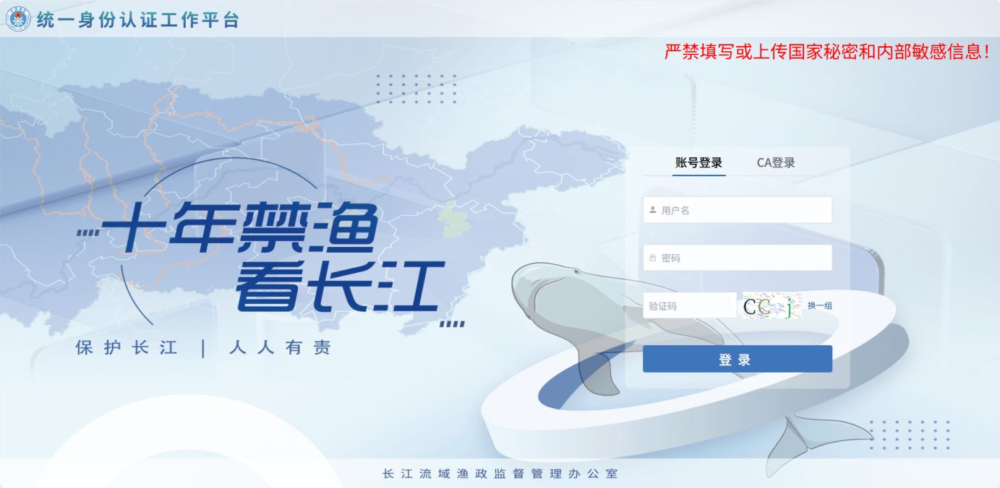 统一身份认证工作平台
严禁填写或上传国家秘密和内部敏感信息！
账号登录 CA登录
用户名
密码
验证码 换一组
登 录
十年禁渔
看长江
保护长江 | 人人有责
长江流域渔政监督管理办公室